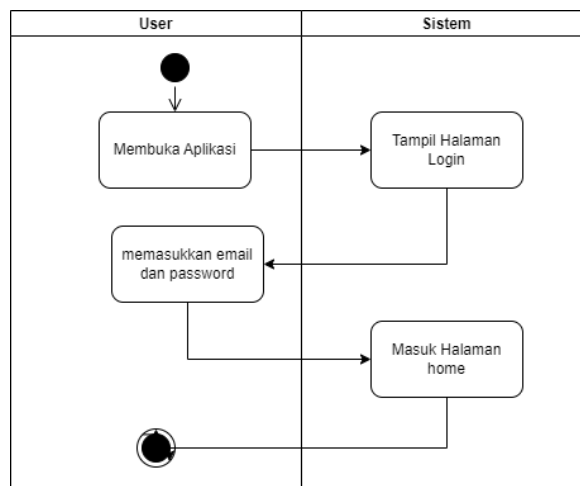 User
Sistem
Membuka Aplikasi
Tampil Halaman
Login
memasukkan email
dan password
Masuk Halaman
home